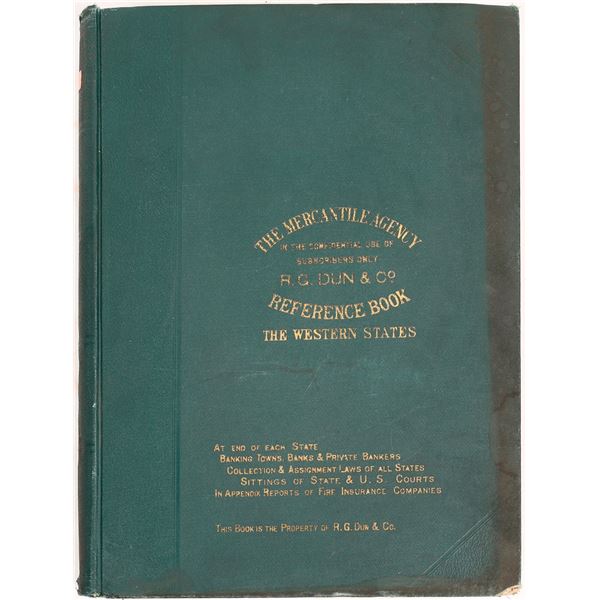 THE MERCANTILE AGENCY
IN THE CONFIDENTIAL USE OF
SUBSCRIBERS ONLY
R. G. DUN & CO
REFERENCE BOOK
THE WESTERN STATES
AT END OF EACH STATE
BANKING TOWNS, BANKS & PRIVATE BANKERS
COLLECTION & ASSIGNMENT LAWS OF ALL STATES
SITTINGS OF STATE & U. S. COURTS
IN APPENDIX REPORTS OF FIRE INSURANCE COMPANIES
THIS BOOK IS THE PROPERTY OF R. G. DUN & CO.